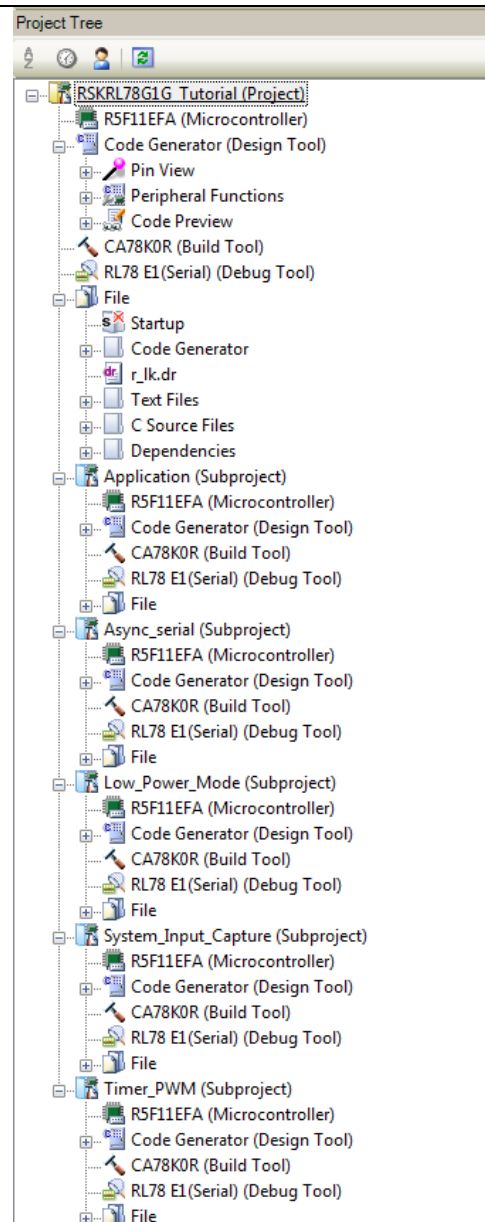 Project Tree
RSKRL78G1G_Tutorial (Project)
R5F11EFA (Microcontroller)
Code Generator (Design Tool)
Pin View
Peripheral Functions
Code Preview
CA78K0R (Build Tool)
RL78 E1(Serial) (Debug Tool)
File
Startup
Code Generator
r_lk.dr
Text Files
C Source Files
Dependencies
Application (Subproject)
R5F11EFA (Microcontroller)
Code Generator (Design Tool)
CA78K0R (Build Tool)
RL78 E1(Serial) (Debug Tool)
File
Async_serial (Subproject)
R5F11EFA (Microcontroller)
Code Generator (Design Tool)
CA78K0R (Build Tool)
RL78 E1(Serial) (Debug Tool)
File
Low_Power_Mode (Subproject)
R5F11EFA (Microcontroller)
Code Generator (Design Tool)
CA78K0R (Build Tool)
RL78 E1(Serial) (Debug Tool)
File
System_Input_Capture (Subproject)
R5F11EFA (Microcontroller)
Code Generator (Design Tool)
CA78K0R (Build Tool)
RL78 E1(Serial) (Debug Tool)
File
Timer_PWM (Subproject)
R5F11EFA (Microcontroller)
Code Generator (Design Tool)
CA78K0R (Build Tool)
RL78 E1(Serial) (Debug Tool)
File